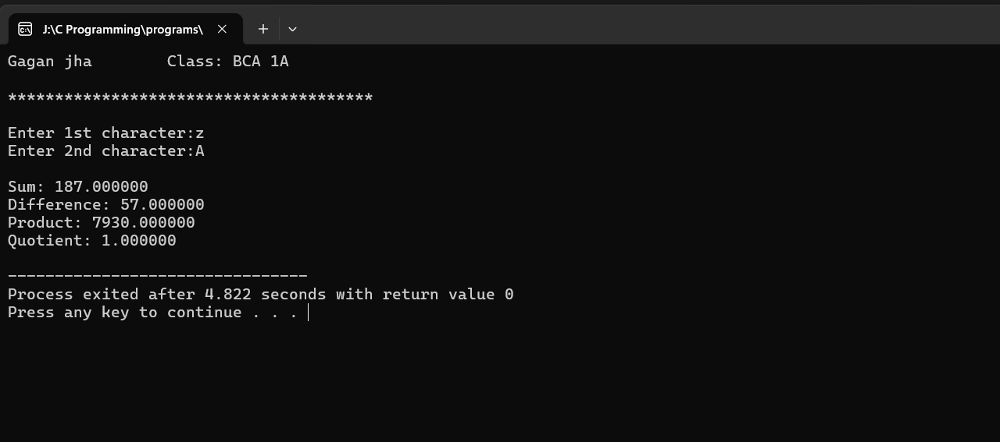 J:\C Programming\programs\
Gagan jha        Class: BCA 1A
***************************************
Enter 1st character:z
Enter 2nd character:A
Sum: 187.000000
Difference: 57.000000
Product: 7930.000000
Quotient: 1.000000
--------------------------------
Process exited after 4.822 seconds with return value 0
Press any key to continue . . .